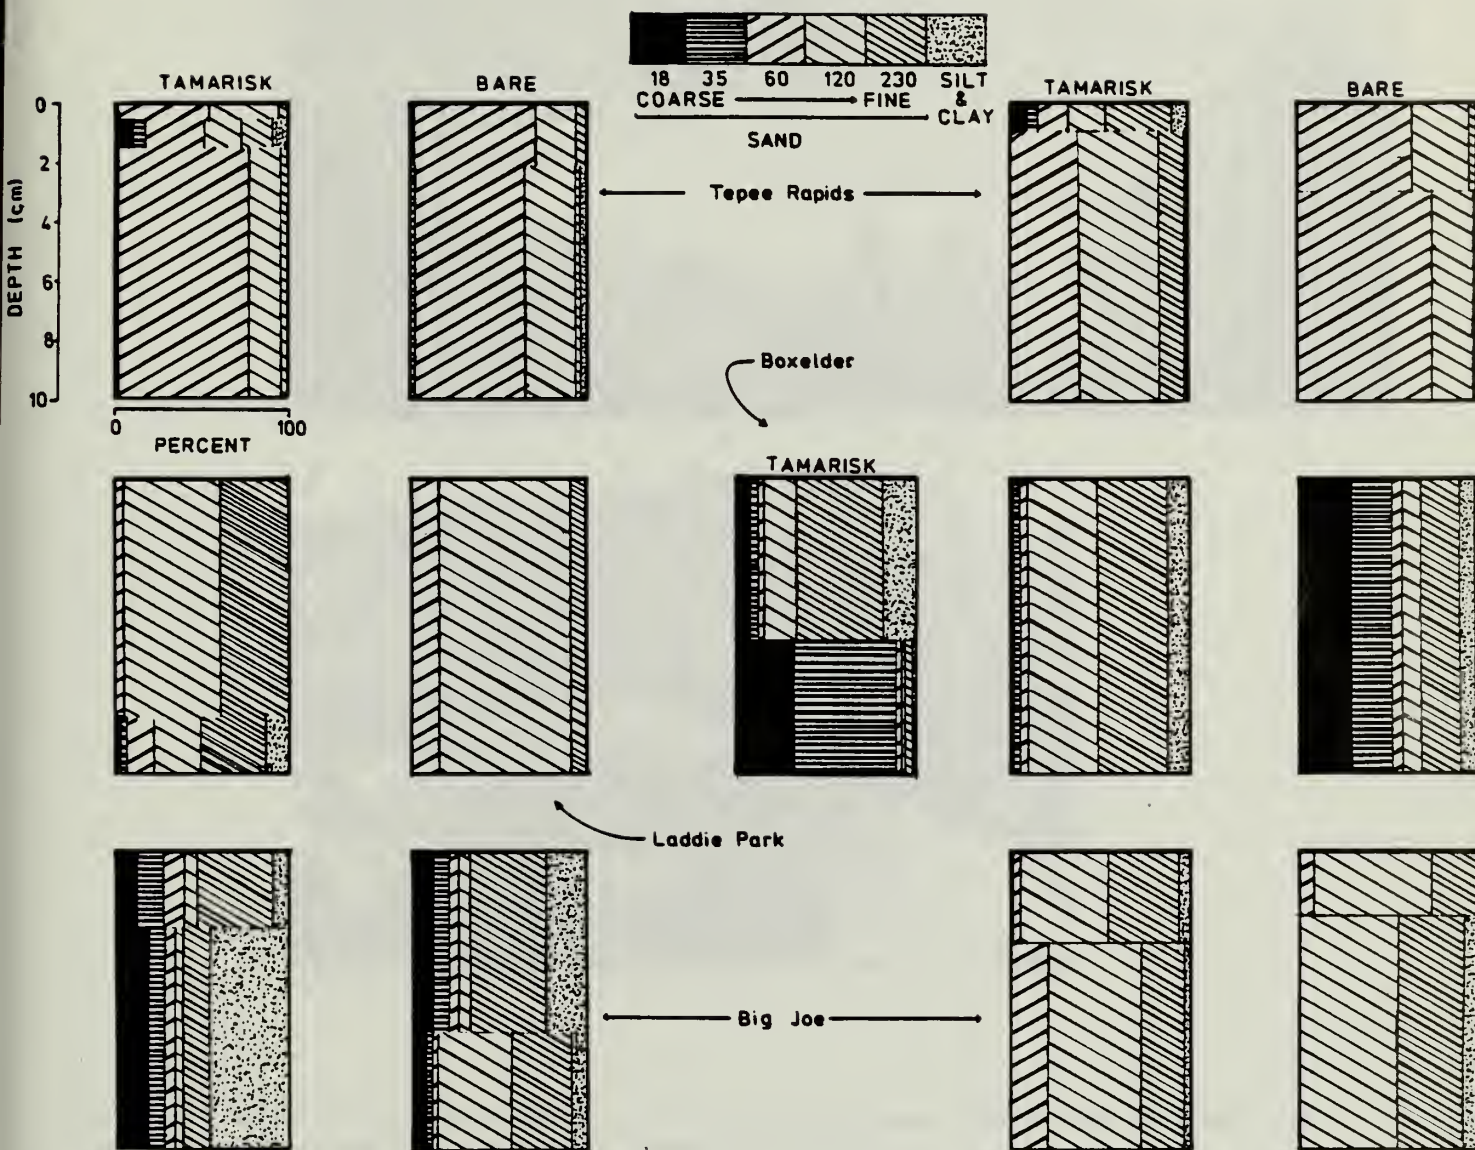 18 35 60 120 230 SILT
COARSE FINE &
CLAY
SAND
TAMARISK BARE TAMARISK BARE
0
2
4
6
8
10
DEPTH (cm)
0 100
PERCENT
Tepee Rapids
Boxelder
TAMARISK
Laddie Park
Big Joe